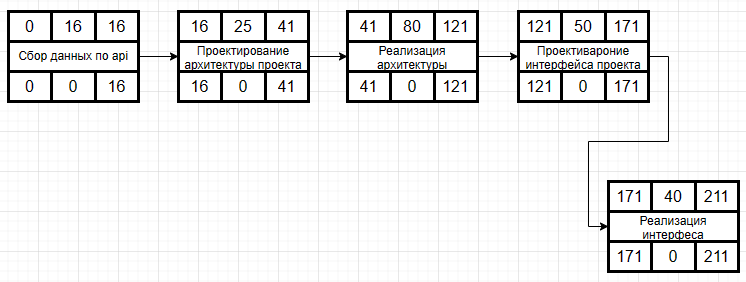 0 16 16
Сбор данных по api
0 0 16
16 25 41
Проектирование
архитектуры проекта
16 0 41
41 80 121
Реализация
архитектуры
41 0 121
121 50 171
Проективароние
интерфейса проекта
121 0 171
171 40 211
Реализация
интерфеса
171 0 211